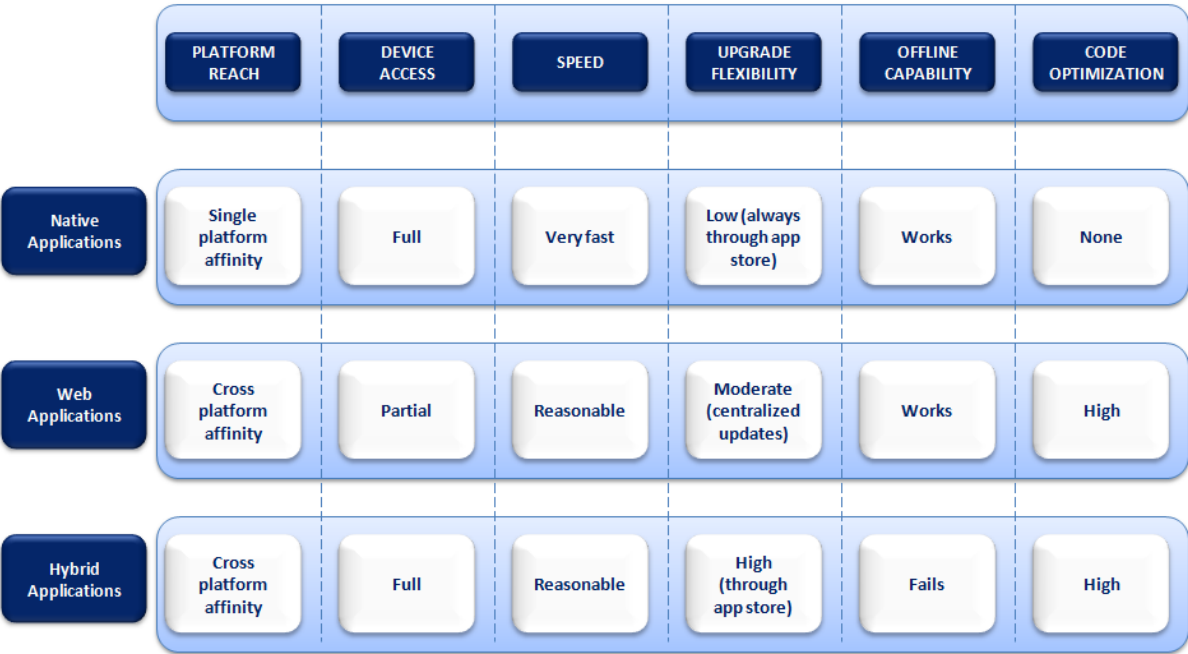 PLATFORM
REACH
DEVICE
ACCESS
SPEED
UPGRADE
FLEXIBILITY
OFFLINE
CAPABILITY
CODE
OPTIMIZATION
Native
Applications
Single
platform
affinity
Full
Very fast
Low (always
through app
store)
Works
None
Web
Applications
Cross
platform
affinity
Partial
Reasonable
Moderate
(centralized
updates)
Works
High
Hybrid
Applications
Cross
platform
affinity
Full
Reasonable
High
(through
app store)
Fails
High